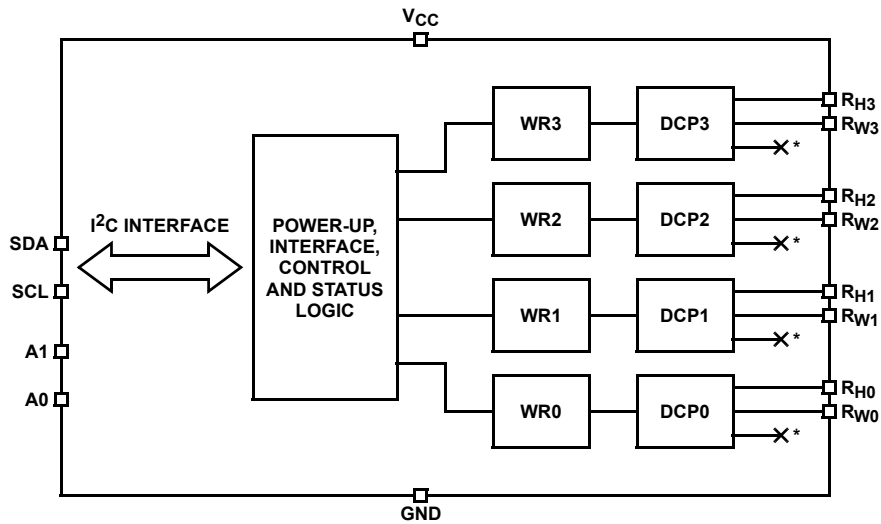 VCC
RH3
WR3
DCP3
RW3
*
RH2
I2C INTERFACE
POWER-UP,
INTERFACE,
CONTROL
AND STATUS
LOGIC
WR2
DCP2
RW2
SDA
*
SCL
RH1
WR1
DCP1
RW1
A1
*
A0
RH0
WR0
DCP0
RW0
*
GND